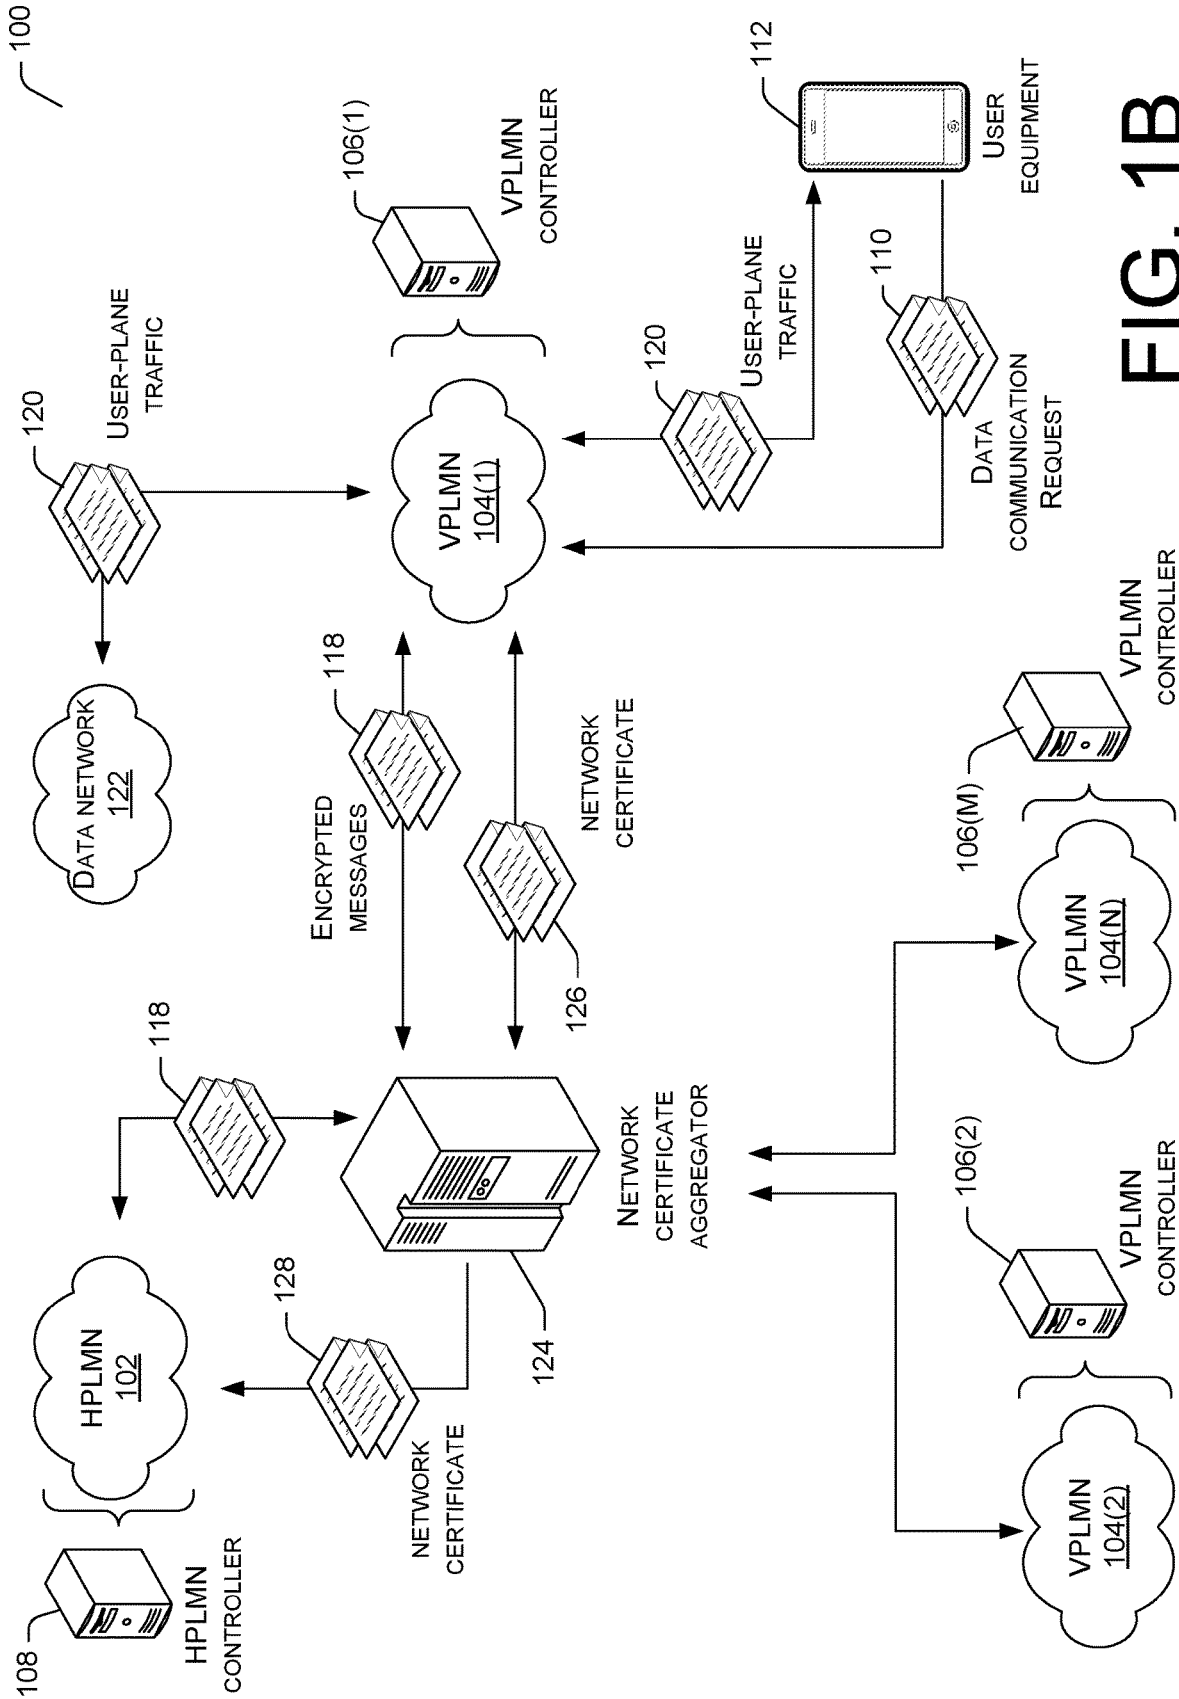 100
120
USER-PLANE
TRAFFIC
DATA NETWORK
122
106(1)
VPLMN
CONTROLLER
VPLMN
104(1)
112
USER
EQUIPMENT
120
USER-PLANE
TRAFFIC
110
DATA
COMMUNICATION
REQUEST
118
ENCRYPTED
MESSAGES
NETWORK
CERTIFICATE
126
118
HPLMN
102
108
HPLMN
CONTROLLER
128
NETWORK
CERTIFICATE
124
NETWORK
CERTIFICATE
AGGREGATOR
106(M)
VPLMN
CONTROLLER
VPLMN
104(N)
106(2)
VPLMN
CONTROLLER
VPLMN
104(2)
FIG. 1B